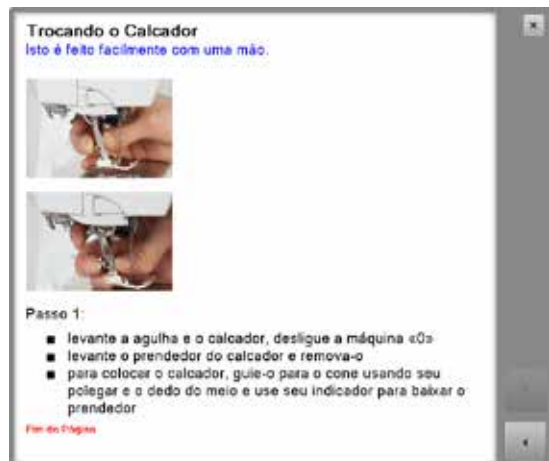 Trocando o Calcador
Isto é feito facilmente com uma mão.
Passo 1:
levante a agulha e o calcador, desligue a máquina «0»
levante o prendedor do calcador e remova-o
para colocar o calcador, guie-o para o cone usando seu
polegar e o dedo do meio e use seu indicador para baixar o
prendedor
Fim da Página